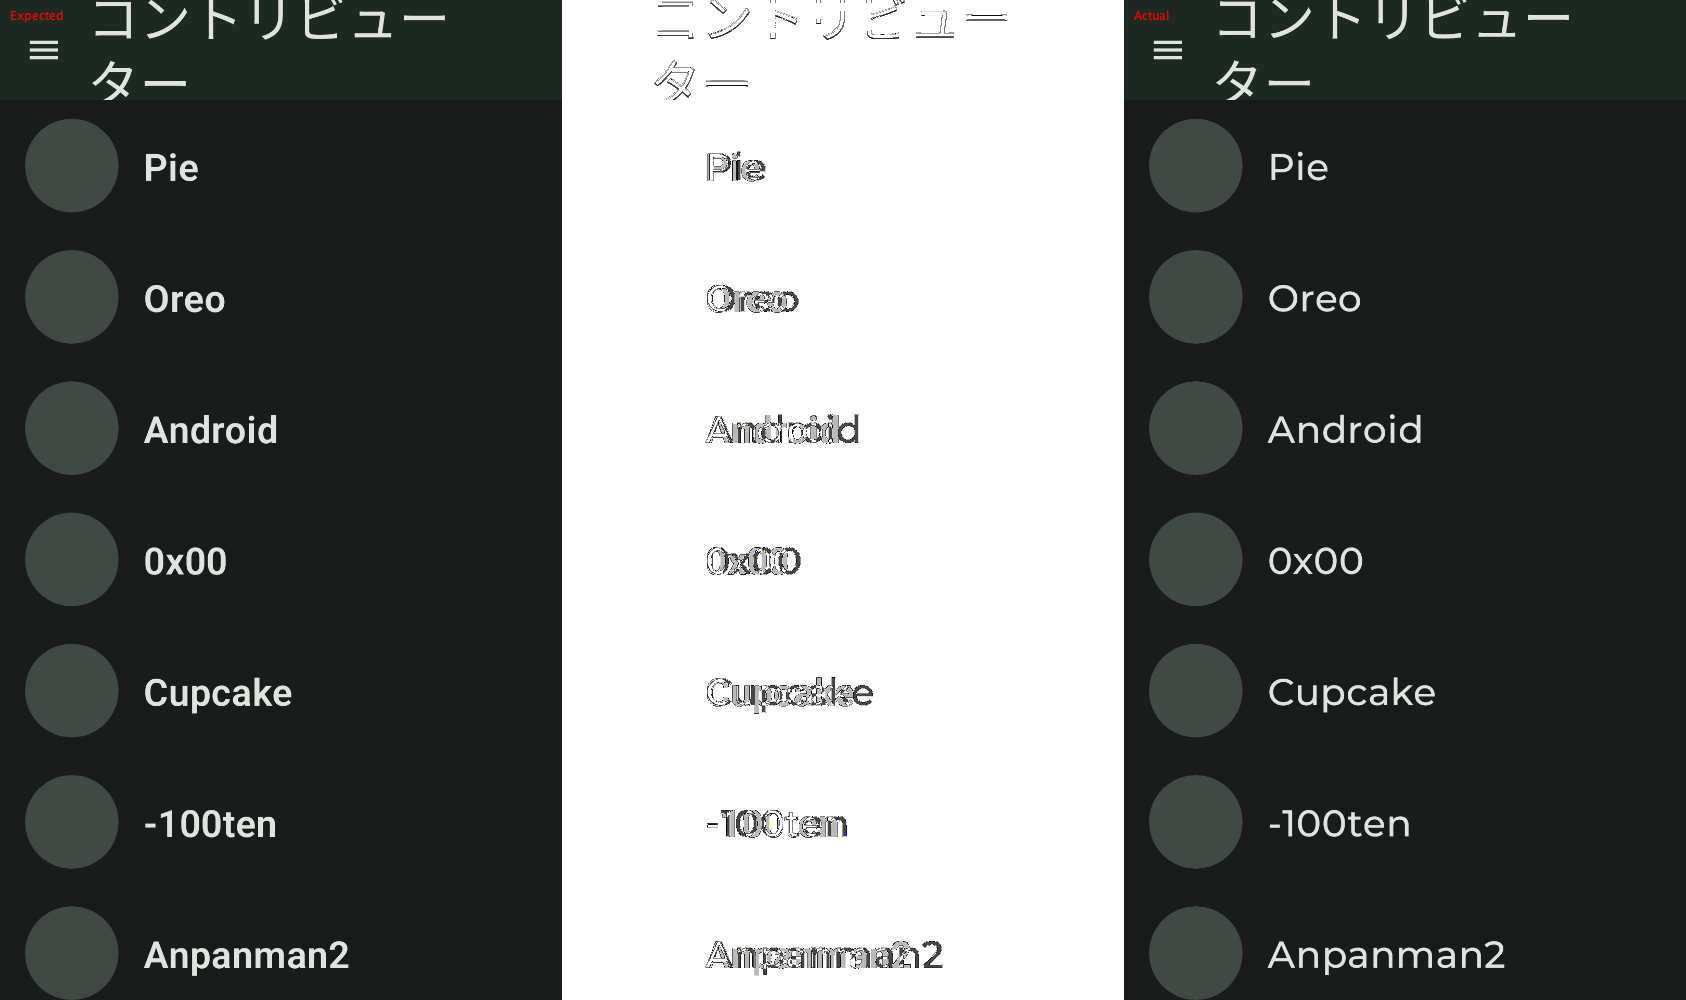 Expected
コントリビュー
ター
Pie
Oreo
Android
0x00
Cupcake
-100ten
Anpanman2
コントリビュー
ター
Pie
Oreo
Android
0x00
Cupcake
-100ten
Anpanman2
Actual
コントリビュー
ター
Pie
Oreo
Android
0x00
Cupcake
-100ten
Anpanman2